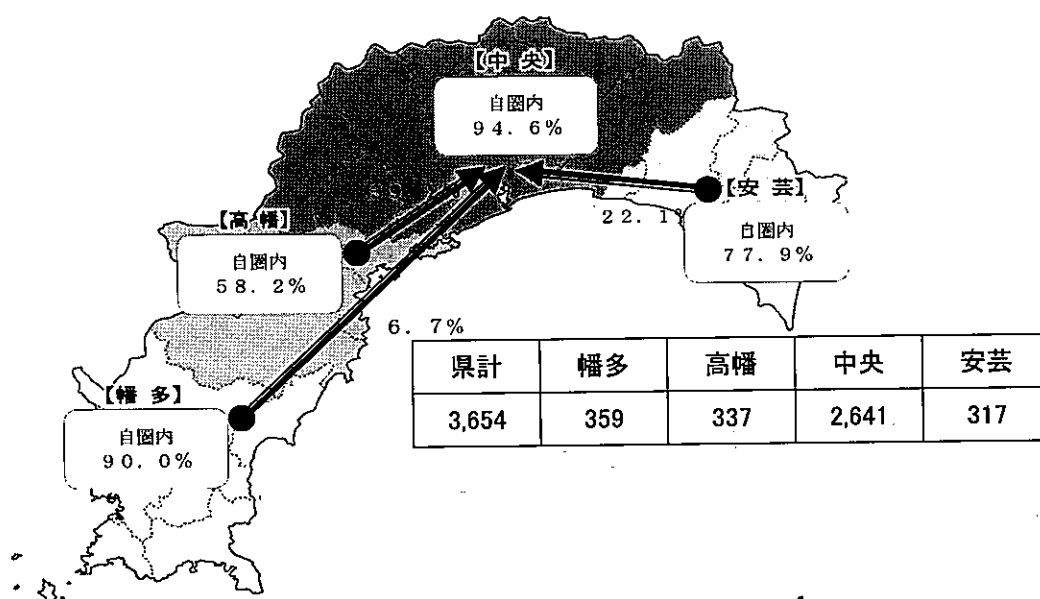 【中 央】
自圏内
94.6%
【安 芸】
22.1
自圏内
77.9%
【高 幡】
自圏内
58.2%
6.7%
【幡 多】
自圏内
90.0%
県計 幡多 高幡 中央 安芸
3,654 359 337 2,641 317